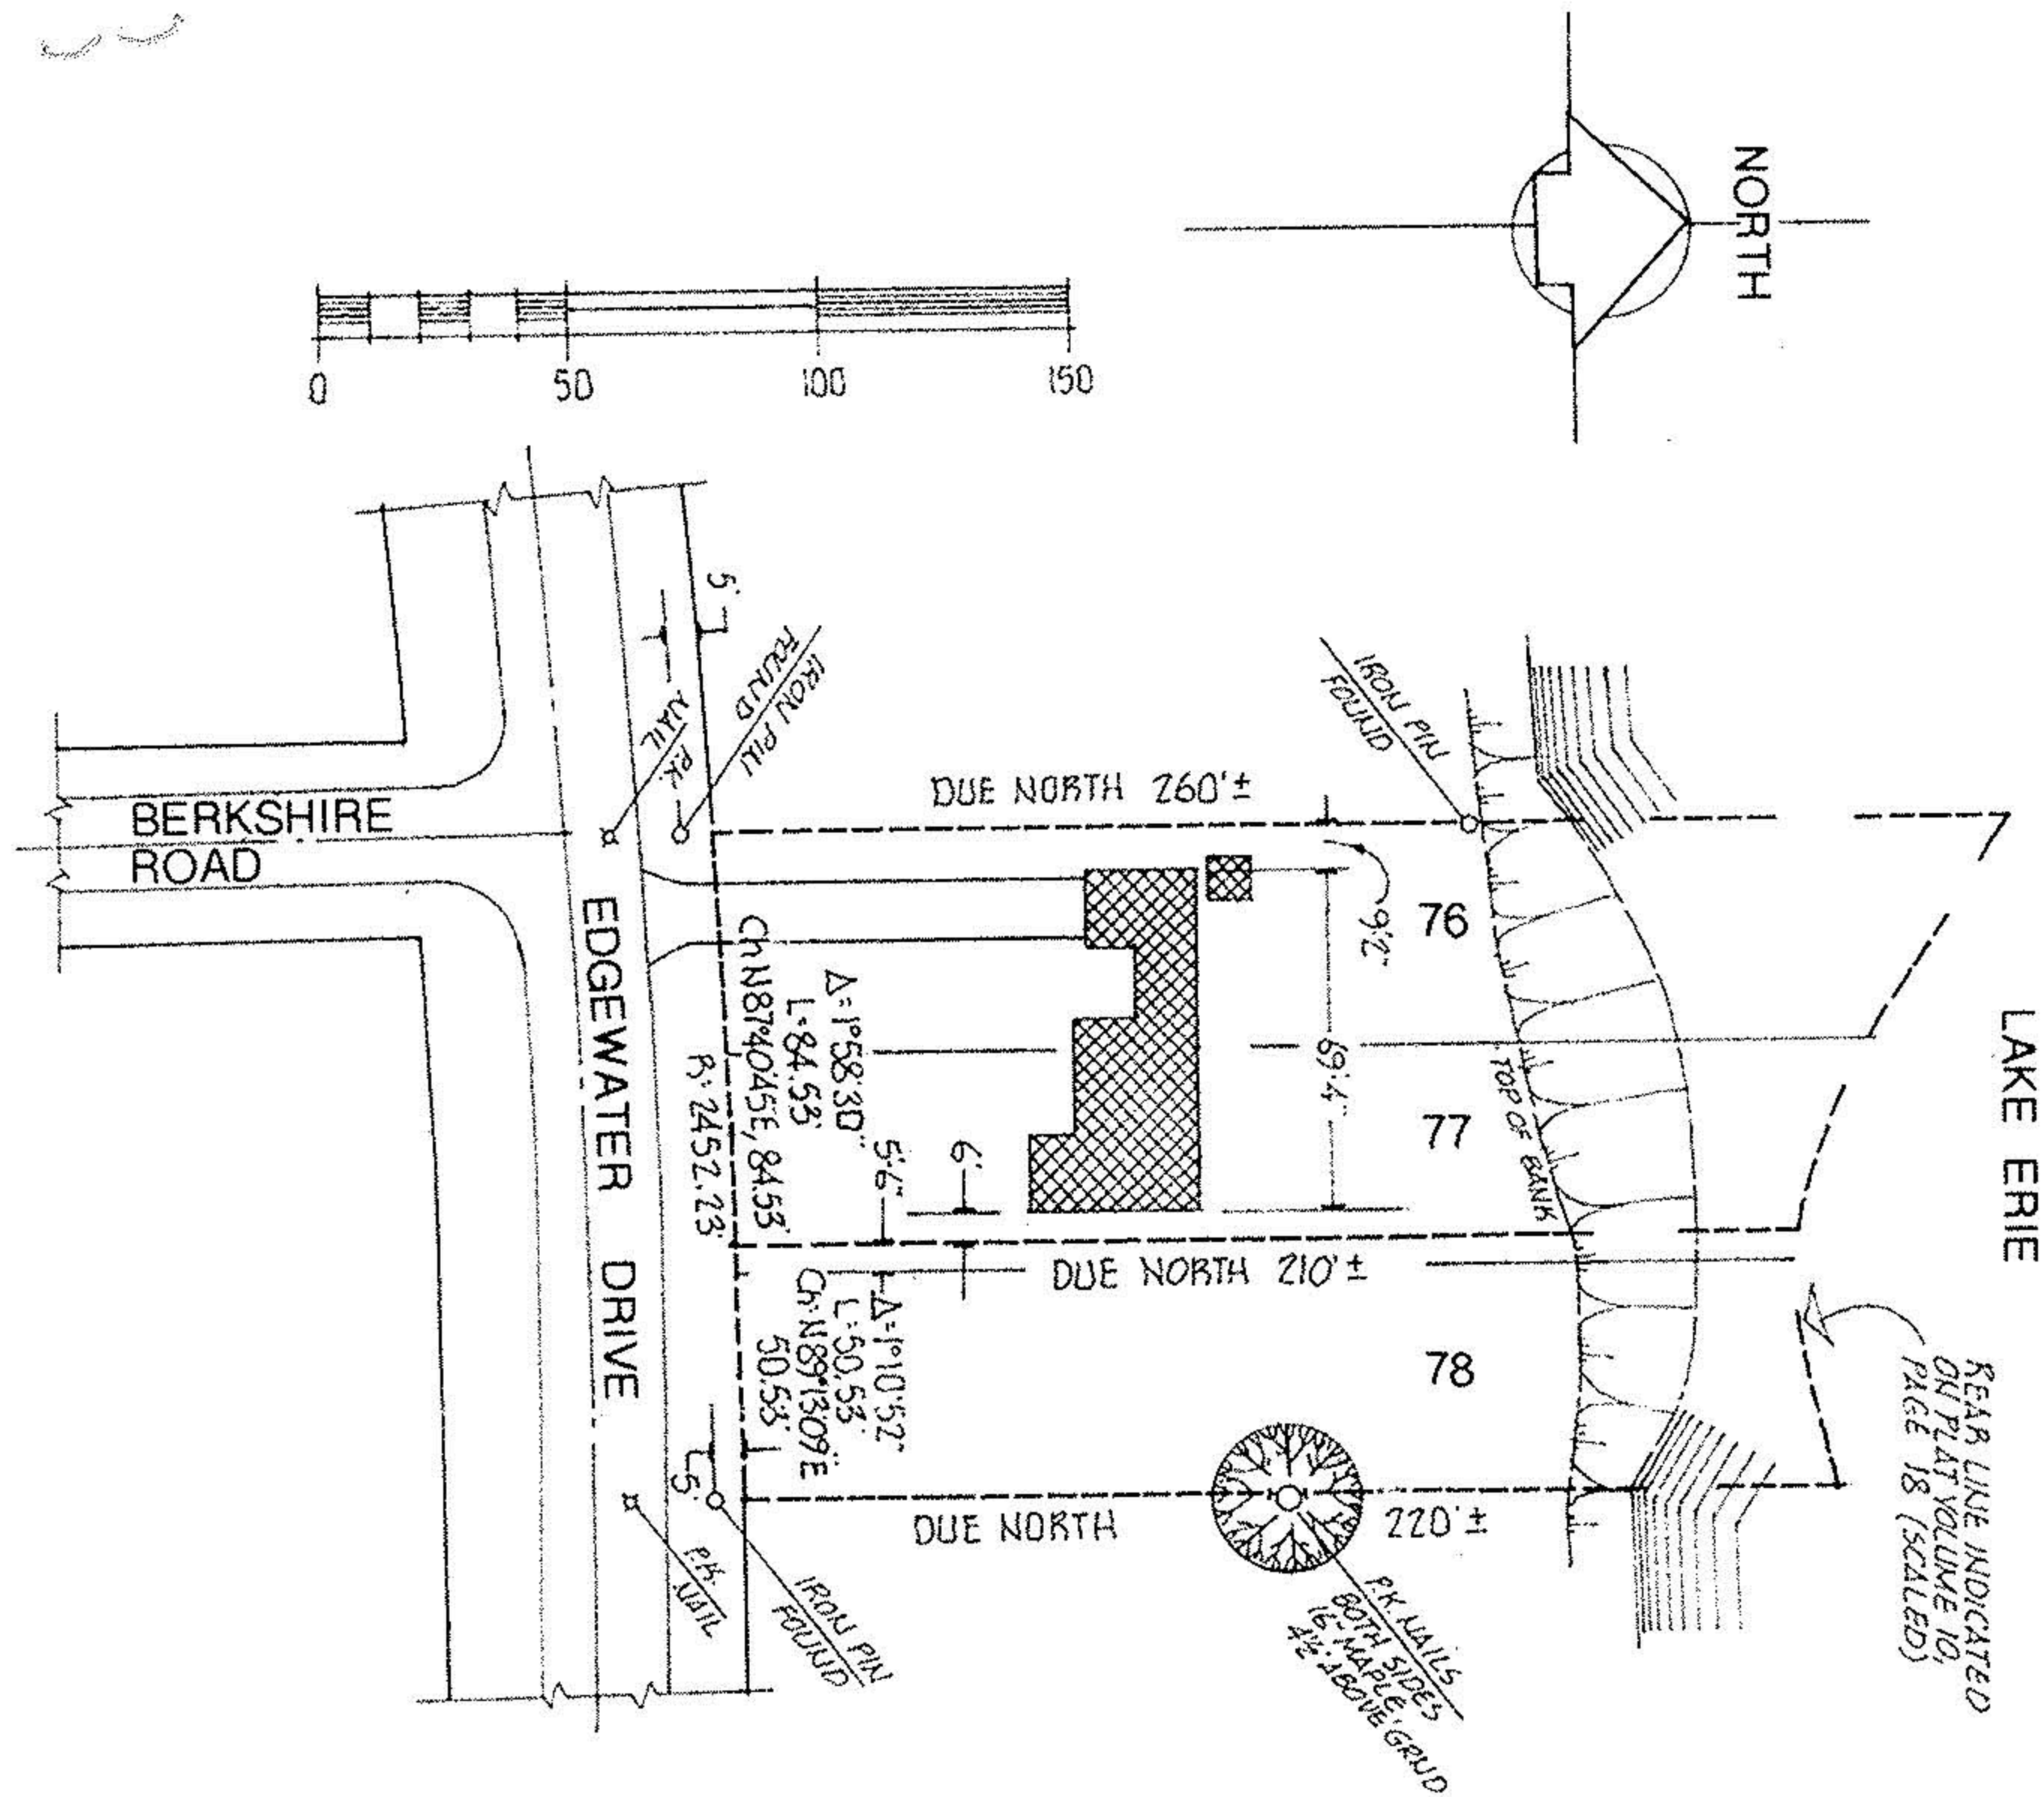 NORTH
0
50
100
150
5'
IRON PIN
FOUND
P.K.
NAIL
IRON PIN
FOUND
DUE NORTH 260'±
BERKSHIRE
ROAD
EDGEWATER DRIVE
76
9'2"
69'4"
LAKE ERIE
Δ=1°58'30"
L=84.53'
Ch N87°40'45"E, 84.53'
R=2452.23'
77
TOP OF BANK
5'6"
6'
DUE NORTH 210'±
Δ=1°10'52"
L=50.53'
Ch=N89°13'09"E
50.53'
78
REAR LINE INDICATED
ON PLAT VOLUME 10,
PAGE 18 (SCALED)
5'
DUE NORTH 220'±
P.K.
NAIL
IRON PIN
FOUND
P.K. NAILS
BOTH SIDES
16" MAPLE
4½' ABOVE GRND